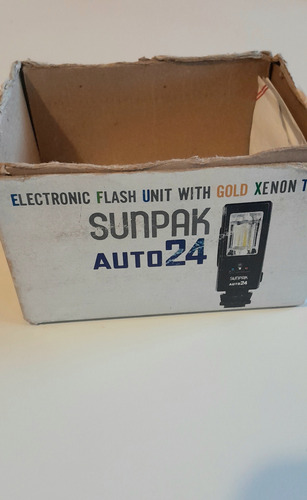 ELECTRONIC FLASH UNIT WITH GOLD XENON T
SUNPAK
AUTO24
SUNPAK
AUTO24